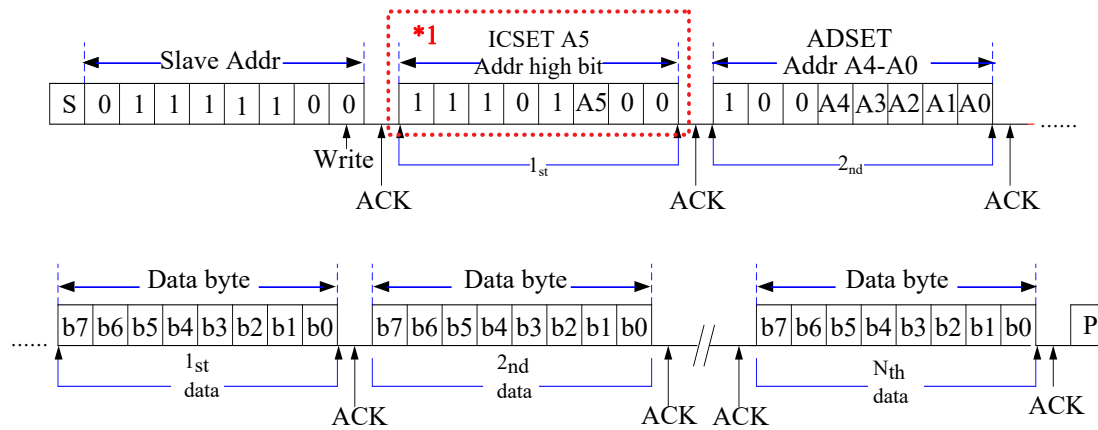 *1
ICSET A5
ADSET
Slave Addr
Addr high bit
Addr A4-A0
S 0 1 1 1 1 1 0 0
1 1 1 0 1 A5 0 0
1 0 0 A4 A3 A2 A1 A0
......
Write
1st
2nd
ACK
ACK
ACK
Data byte
Data byte
Data byte
b7 b6 b5 b4 b3 b2 b1 b0
b7 b6 b5 b4 b3 b2 b1 b0
b7 b6 b5 b4 b3 b2 b1 b0
P
......
//
1st
data
2nd
data
Nth
data
ACK
ACK
ACK
ACK